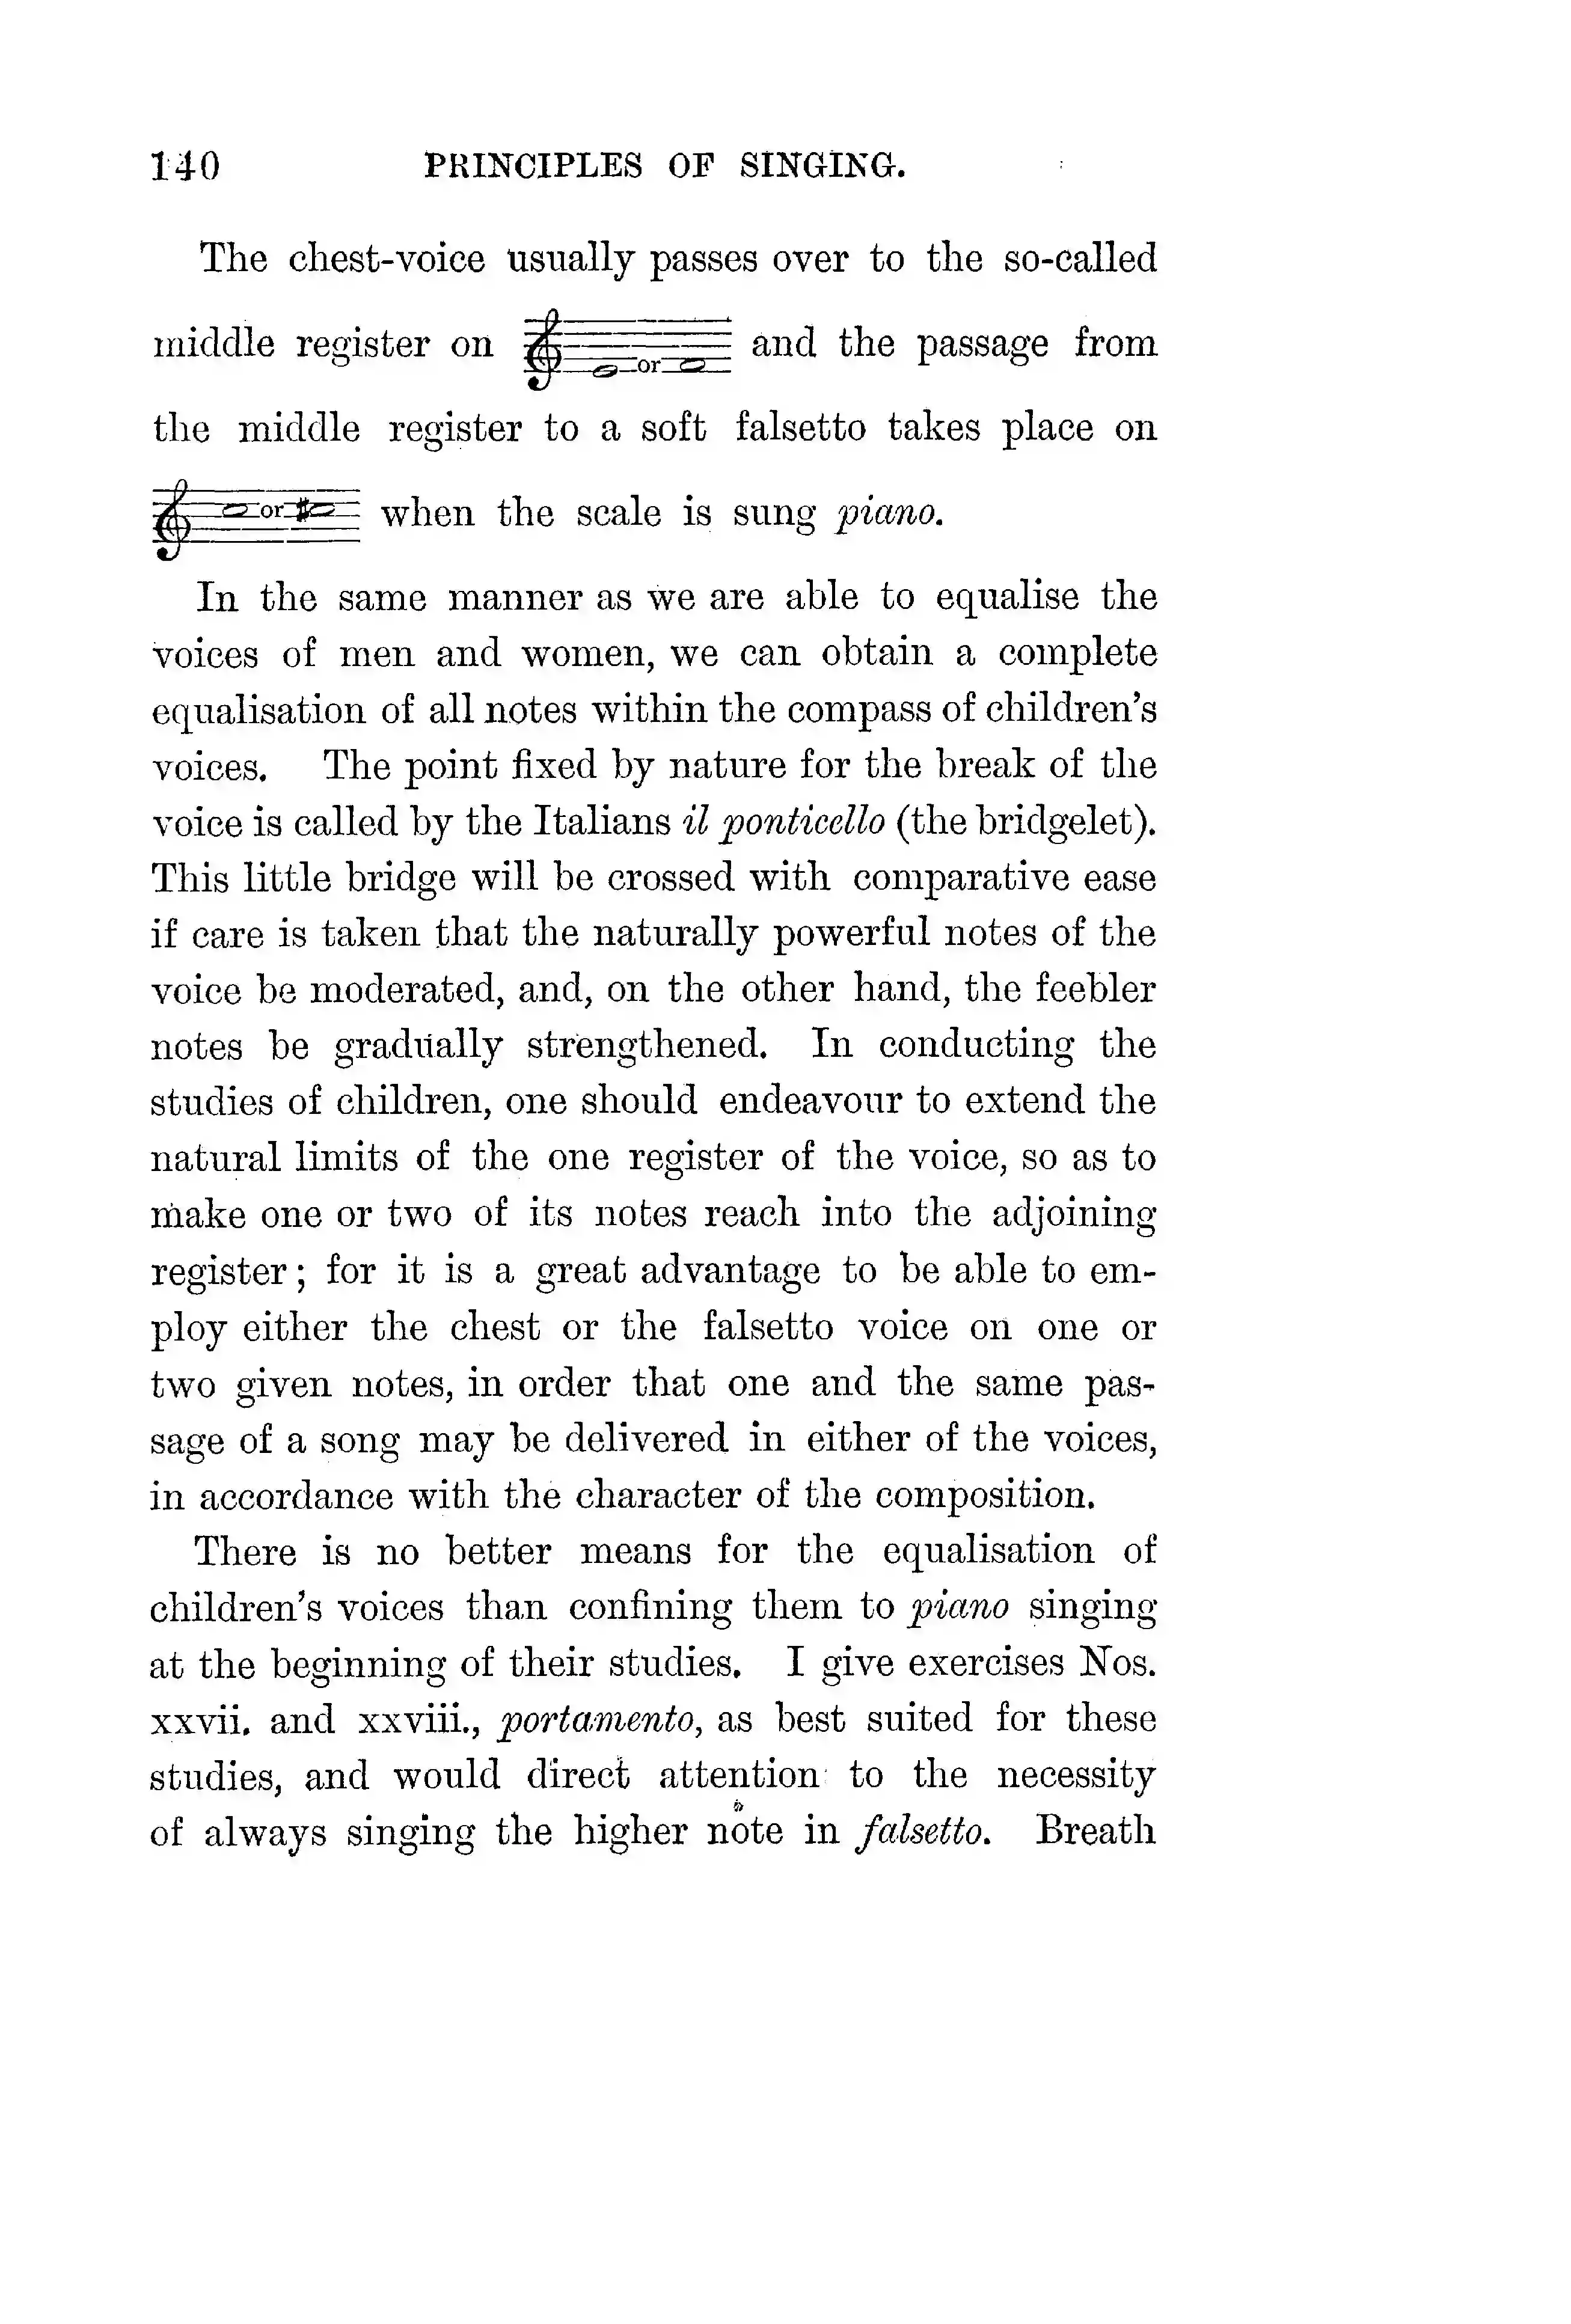 140 PRINCIPLES OF SINGING.
The chest-voice usually passes over to the so-called
middle register on or and the passage from
the middle register to a soft falsetto takes place on
or when the scale is sung piano.
In the same manner as we are able to equalise the
voices of men and women, we can obtain a complete
equalisation of all notes within the compass of children's
voices. The point fixed by nature for the break of the
voice is called by the Italians il ponticello (the bridgelet).
This little bridge will be crossed with comparative ease
if care is taken that the naturally powerful notes of the
voice be moderated, and, on the other hand, the feebler
notes be gradually strengthened. In conducting the
studies of children, one should endeavour to extend the
natural limits of the one register of the voice, so as to
make one or two of its notes reach into the adjoining
register; for it is a great advantage to be able to em-
ploy either the chest or the falsetto voice on one or
two given notes, in order that one and the same pas-
sage of a song may be delivered in either of the voices,
in accordance with the character of the composition.
There is no better means for the equalisation of
children's voices than confining them to piano singing
at the beginning of their studies. I give exercises Nos.
xxvii. and xxviii., portamento, as best suited for these
studies, and would direct attention to the necessity
of always singing the higher note in falsetto. Breath